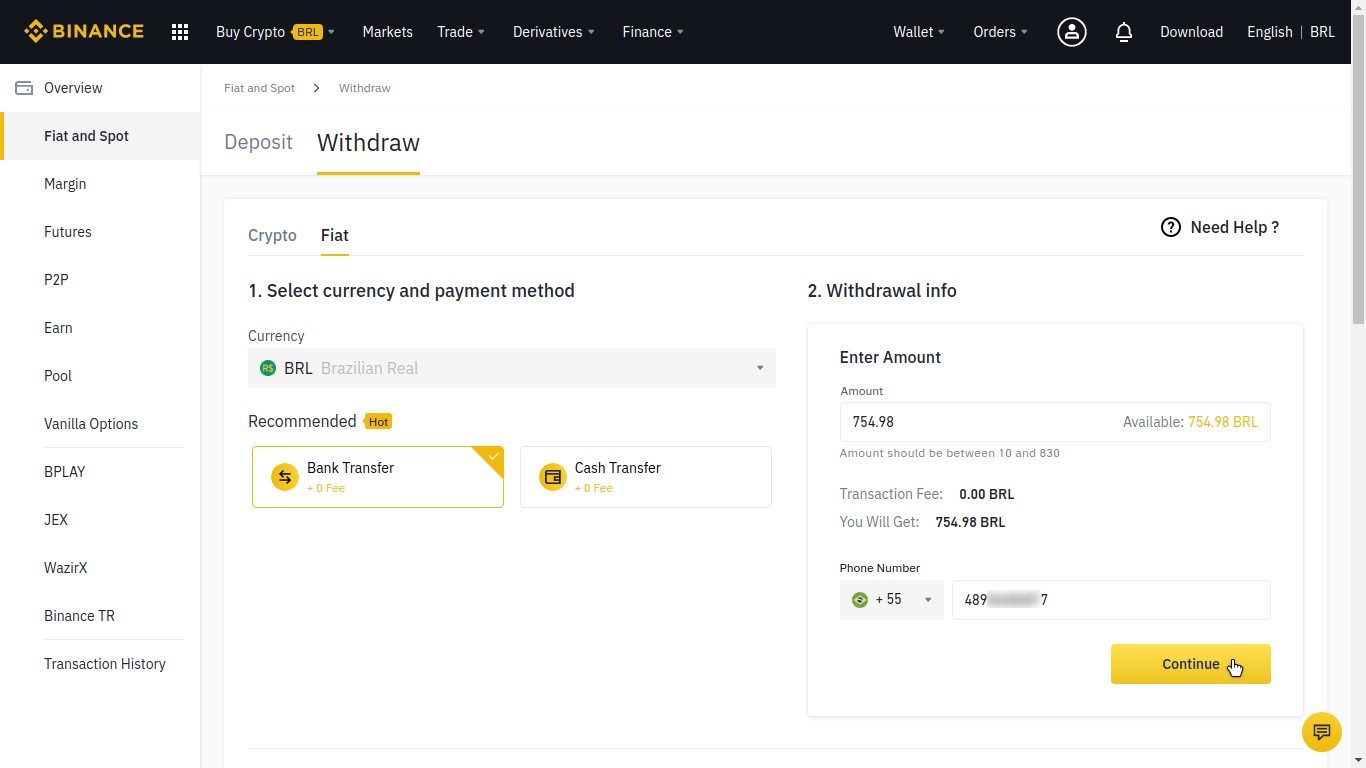 BINANCE
Buy Crypto BRL
Markets
Trade
Derivatives
Finance
Wallet
Orders
Download
English | BRL
Overview
Fiat and Spot
Margin
Futures
P2P
Earn
Pool
Vanilla Options
BPLAY
JEX
WazirX
Binance TR
Transaction History
Fiat and Spot > Withdraw
Deposit
Withdraw
Crypto
Fiat
Need Help ?
1. Select currency and payment method
Currency
R$ BRL Brazilian Real
Recommended Hot
Bank Transfer
+ 0 Fee
Cash Transfer
+ 0 Fee
2. Withdrawal info
Enter Amount
Amount
754.98 Available: 754.98 BRL
Amount should be between 10 and 830
Transaction Fee: 0.00 BRL
You Will Get: 754.98 BRL
Phone Number
+ 55
489 7
Continue